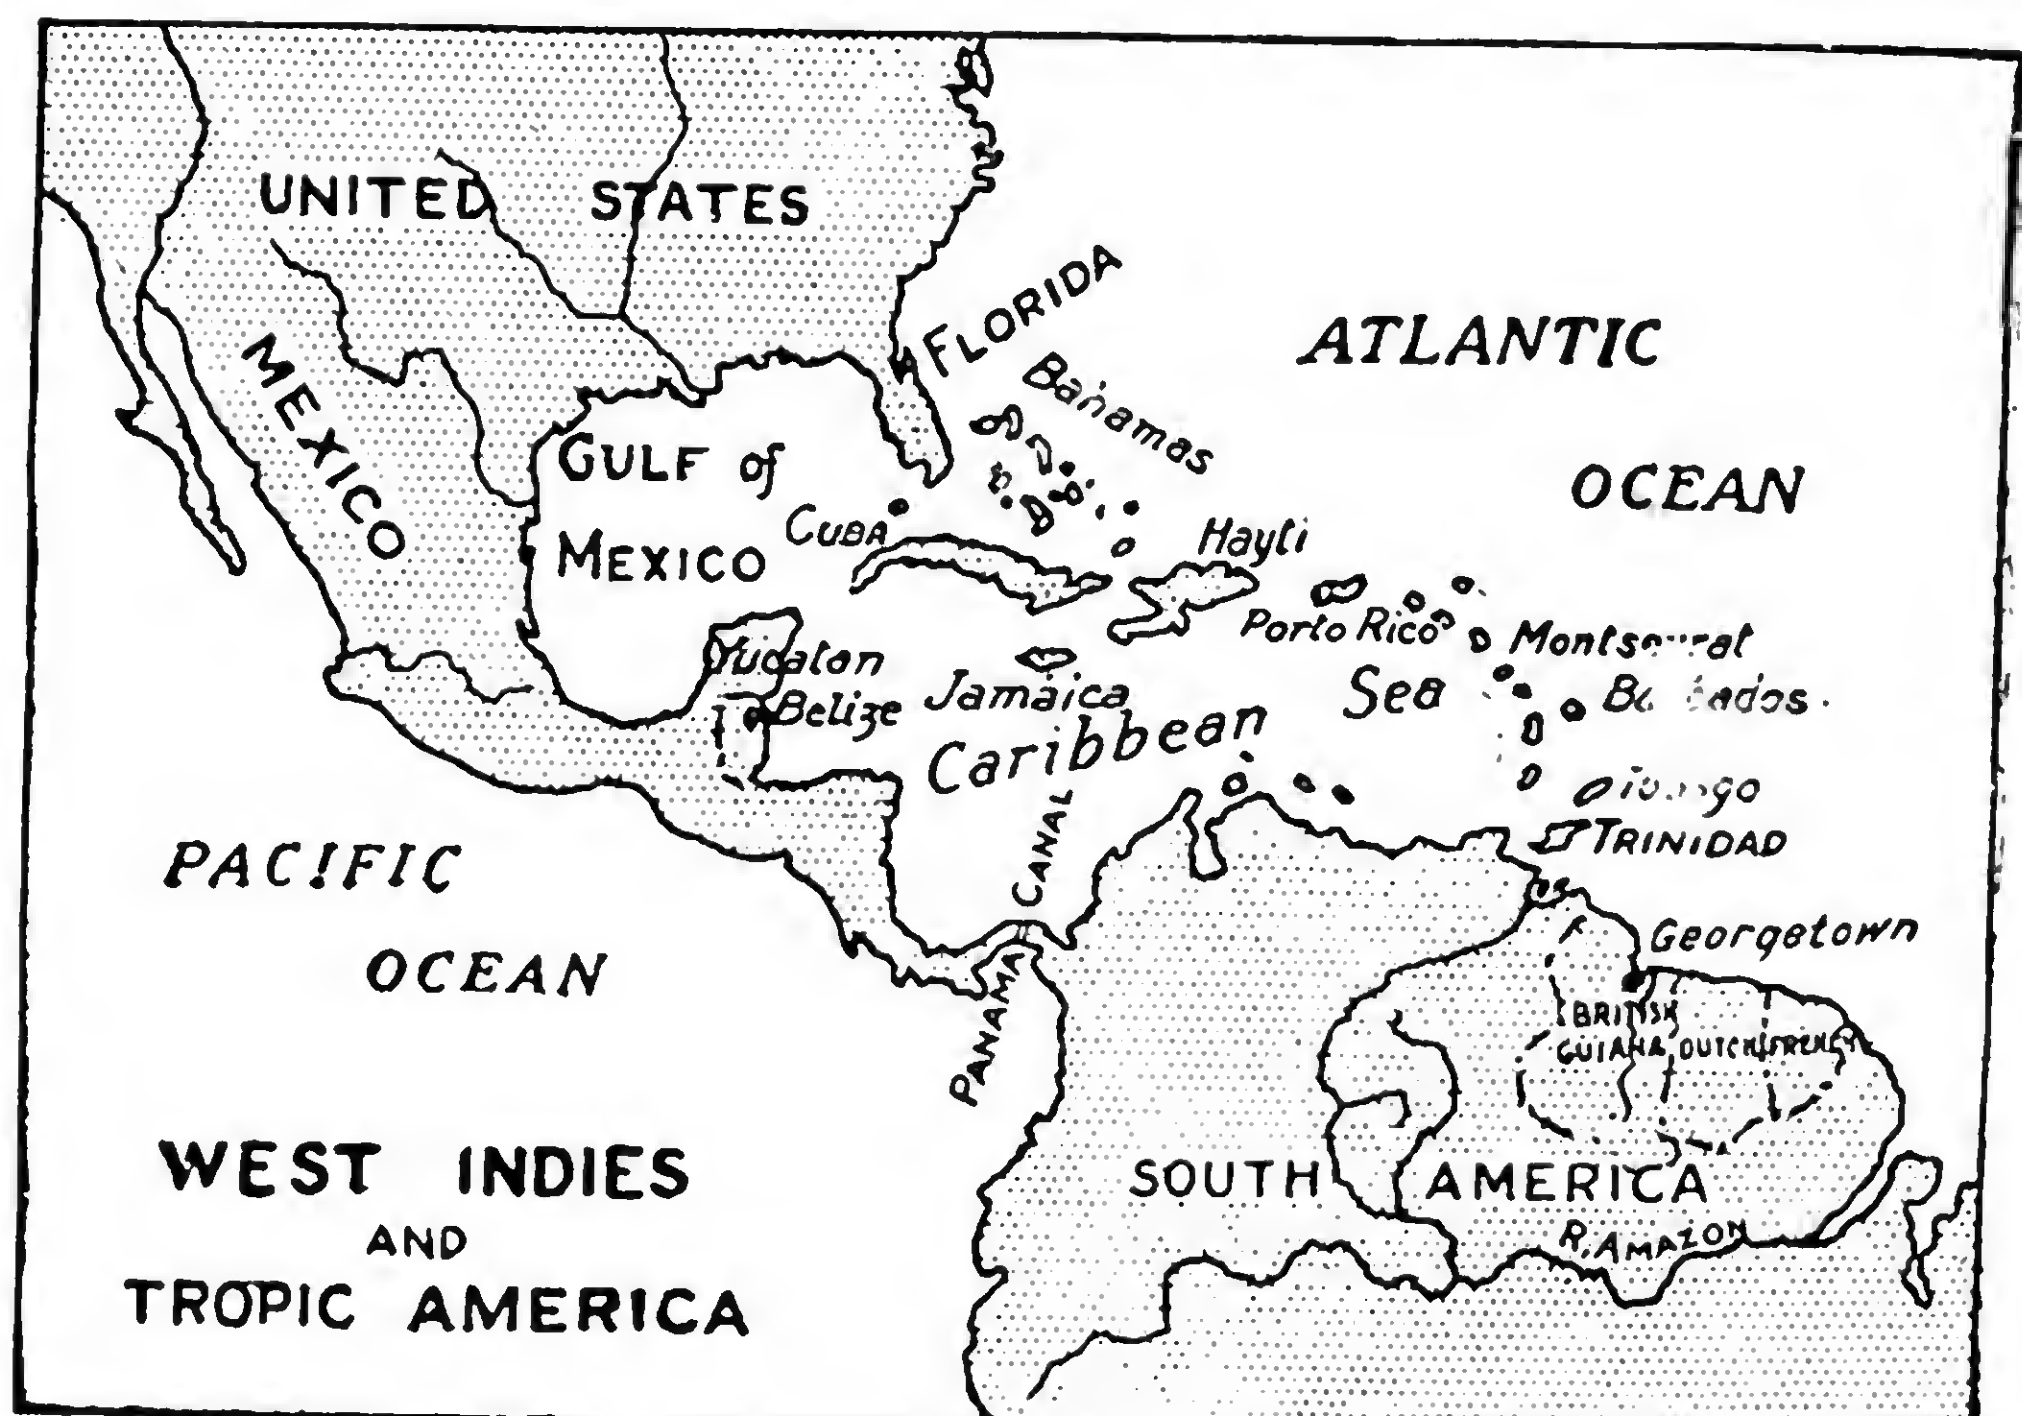 UNITED STATES
FLORIDA
ATLANTIC
OCEAN
MEXICO
Bahamas
GULF of
MEXICO
CUBA
Hayti
Porto Rico
Yucatan
Belize
Jamaica
Caribbean
Sea
TRINIDAD
PACIFIC
OCEAN
PANAMA CANAL
Georgetown
BRITISH
GUIANA DUTCH FRENCH
SOUTH AMERICA
R. AMAZON
WEST INDIES
AND
TROPIC AMERICA